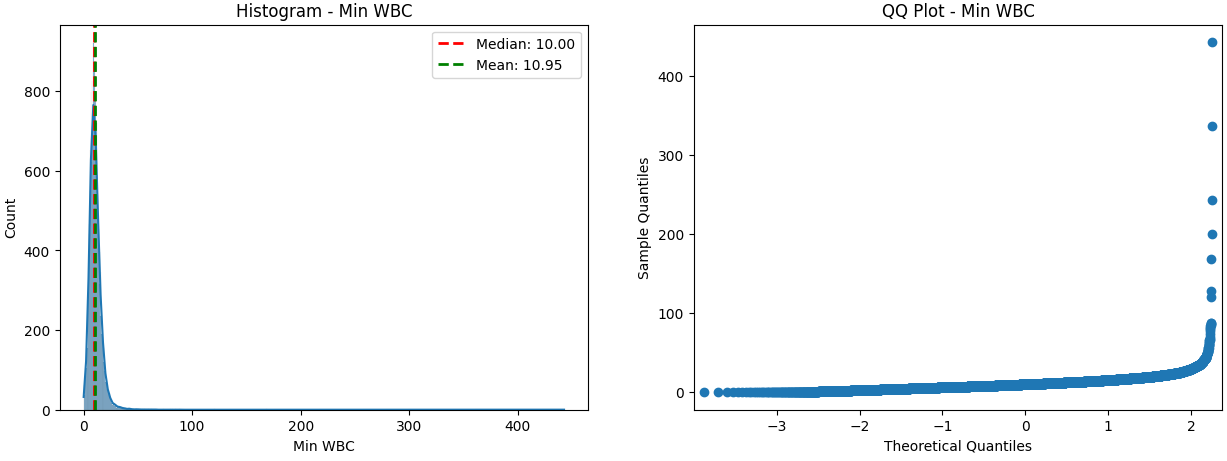 Histogram - Min WBC
Median: 10.00
Mean: 10.95
Count
800
600
400
200
0
0 100 200 300 400
Min WBC
QQ Plot - Min WBC
Sample Quantiles
400
300
200
100
0
−3 −2 −1 0 1 2
Theoretical Quantiles